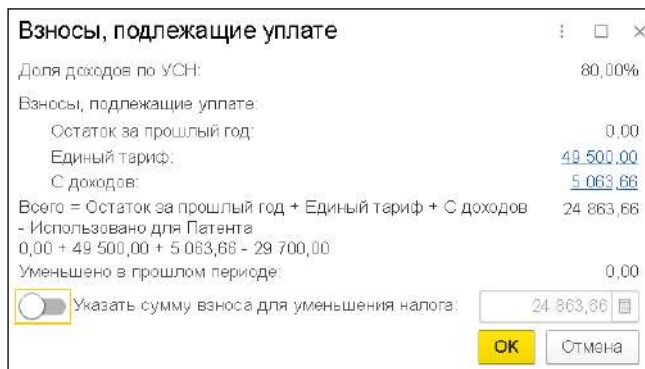 Взносы, подлежащие уплате
Доля доходов по УСН: 80,00%
Взносы, подлежащие уплате:
Остаток за прошлый год: 0,00
Единый тариф: 49 500,00
С доходов: 5 063,66
Всего = Остаток за прошлый год + Единый тариф + С доходов 24 863,66
- Использовано для Патента
0,00 + 49 500,00 + 5 063,66 - 29 700,00
Уменьшено в прошлом периоде: 0,00
Указать сумму взноса для уменьшения налога: 24 863,66
ОК Отмена